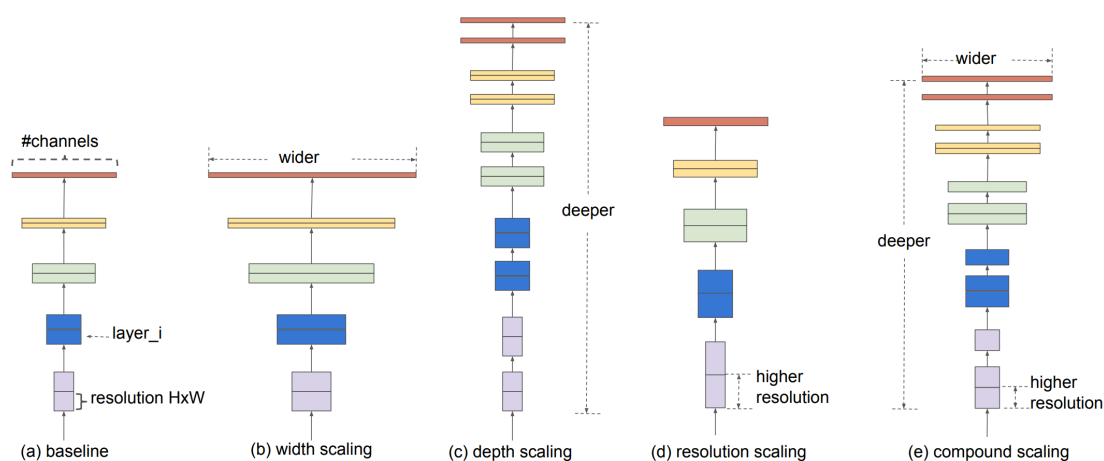 #channels
layer_i
resolution HxW
(a) baseline
wider
(b) width scaling
deeper
(c) depth scaling
higher
resolution
(d) resolution scaling
wider
deeper
higher
resolution
(e) compound scaling